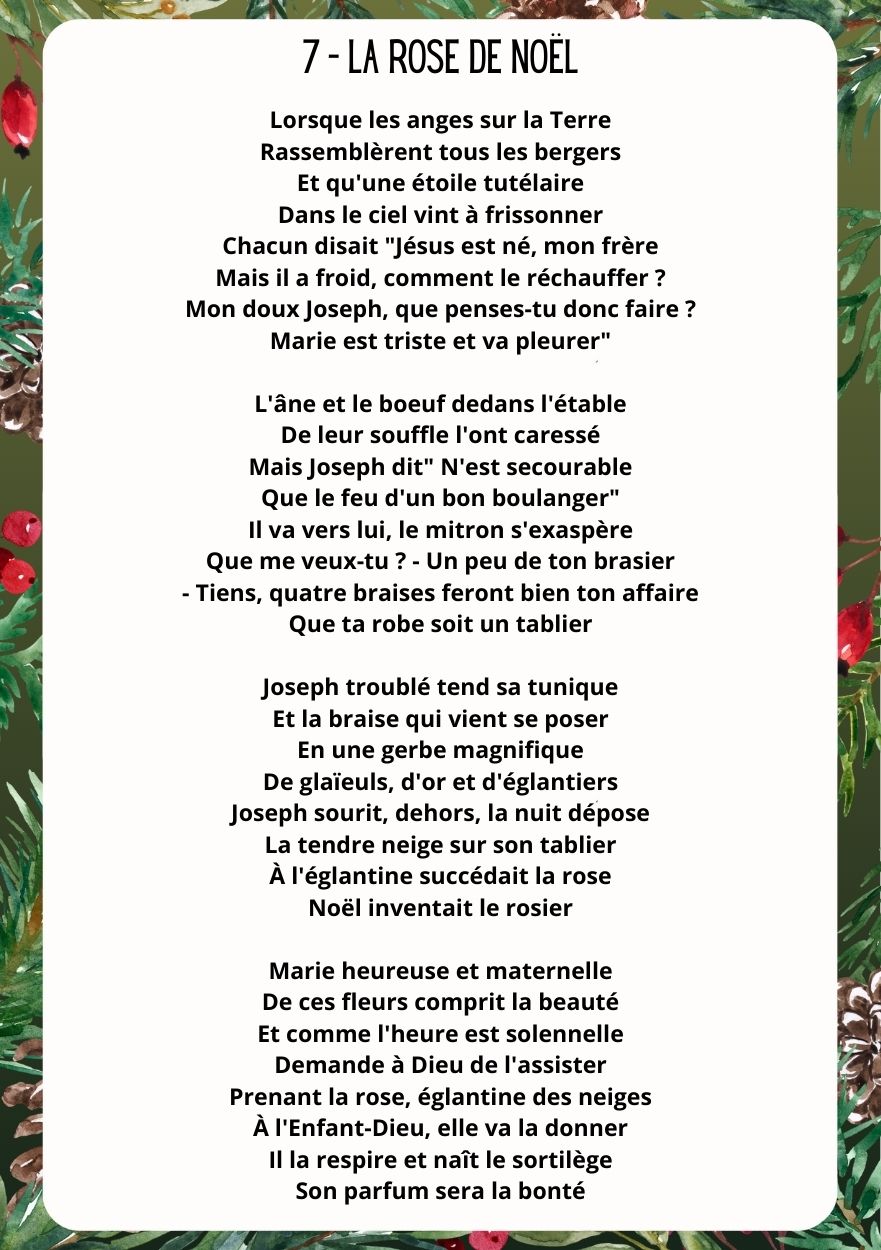 7 - LA ROSE DE NOËL
Lorsque les anges sur la Terre
Rassemblèrent tous les bergers
Et qu'une étoile tutélaire
Dans le ciel vint à frissonner
Chacun disait "Jésus est né, mon frère
Mais il a froid, comment le réchauffer ?
Mon doux Joseph, que penses-tu donc faire ?
Marie est triste et va pleurer"
L'âne et le boeuf dedans l'étable
De leur souffle l'ont caressé
Mais Joseph dit" N'est secourable
Que le feu d'un bon boulanger"
Il va vers lui, le mitron s'exaspère
Que me veux-tu ? - Un peu de ton brasier
- Tiens, quatre braises feront bien ton affaire
Que ta robe soit un tablier
Joseph troublé tend sa tunique
Et la braise qui vient se poser
En une gerbe magnifique
De glaïeuls, d'or et d'églantiers
Joseph sourit, dehors, la nuit dépose
La tendre neige sur son tablier
À l'églantine succédait la rose
Noël inventait le rosier
Marie heureuse et maternelle
De ces fleurs comprit la beauté
Et comme l'heure est solennelle
Demande à Dieu de l'assister
Prenant la rose, églantine des neiges
À l'Enfant-Dieu, elle va la donner
Il la respire et naît le sortilège
Son parfum sera la bonté